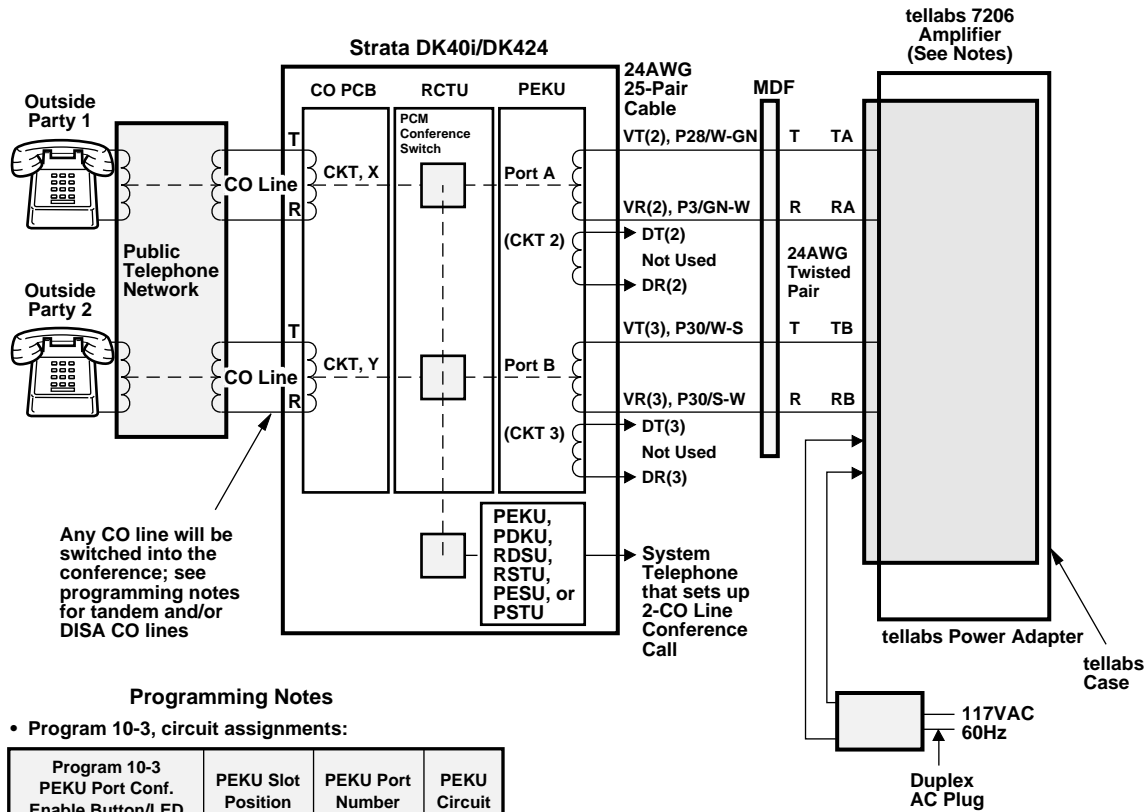 tellabs 7206
Amplifier
(See Notes)
Strata DK40i/DK424
24AWG
25-Pair
Cable
MDF
CO PCB
RCTU
PEKU
Outside
Party 1
PCM
Conference
Switch
T
VT(2), P28/W-GN
T
TA
CKT, X
Port A
CO Line
R
VR(2), P3/GN-W
R
RA
(CKT 2)
DT(2)
Not Used
DR(2)
24AWG
Twisted
Pair
Public
Telephone
Network
Outside
Party 2
T
VT(3), P30/W-S
T
TB
CKT, Y
Port B
CO Line
R
VR(3), P30/S-W
R
RB
(CKT 3)
DT(3)
Not Used
DR(3)
Any CO line will be
switched into the
conference; see
programming notes
for tandem and/or
DISA CO lines
PEKU,
PDKU,
RDSU,
RSTU,
PESU, or
PSTU
System
Telephone
that sets up
2-CO Line
Conference
Call
tellabs Power Adapter
tellabs
Case
117VAC
60Hz
Duplex
AC Plug
Programming Notes
• Program 10-3, circuit assignments:
Program 10-3
PEKU Port Conf.
Enable Button/LED
PEKU Slot
Position
PEKU Port
Number
PEKU
Circuit